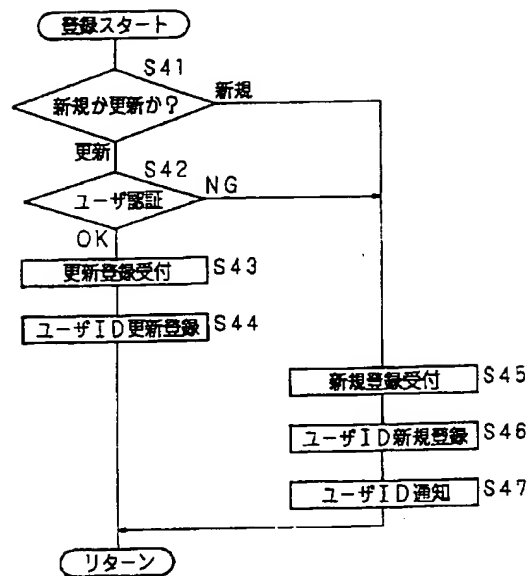 登録スタート
S41
新規か更新か?
新規
更新
S42
ユーザ認証
NG
OK
更新登録受付
S43
ユーザID更新登録
S44
新規登録受付
S45
ユーザID新規登録
S46
ユーザID通知
S47
リターン